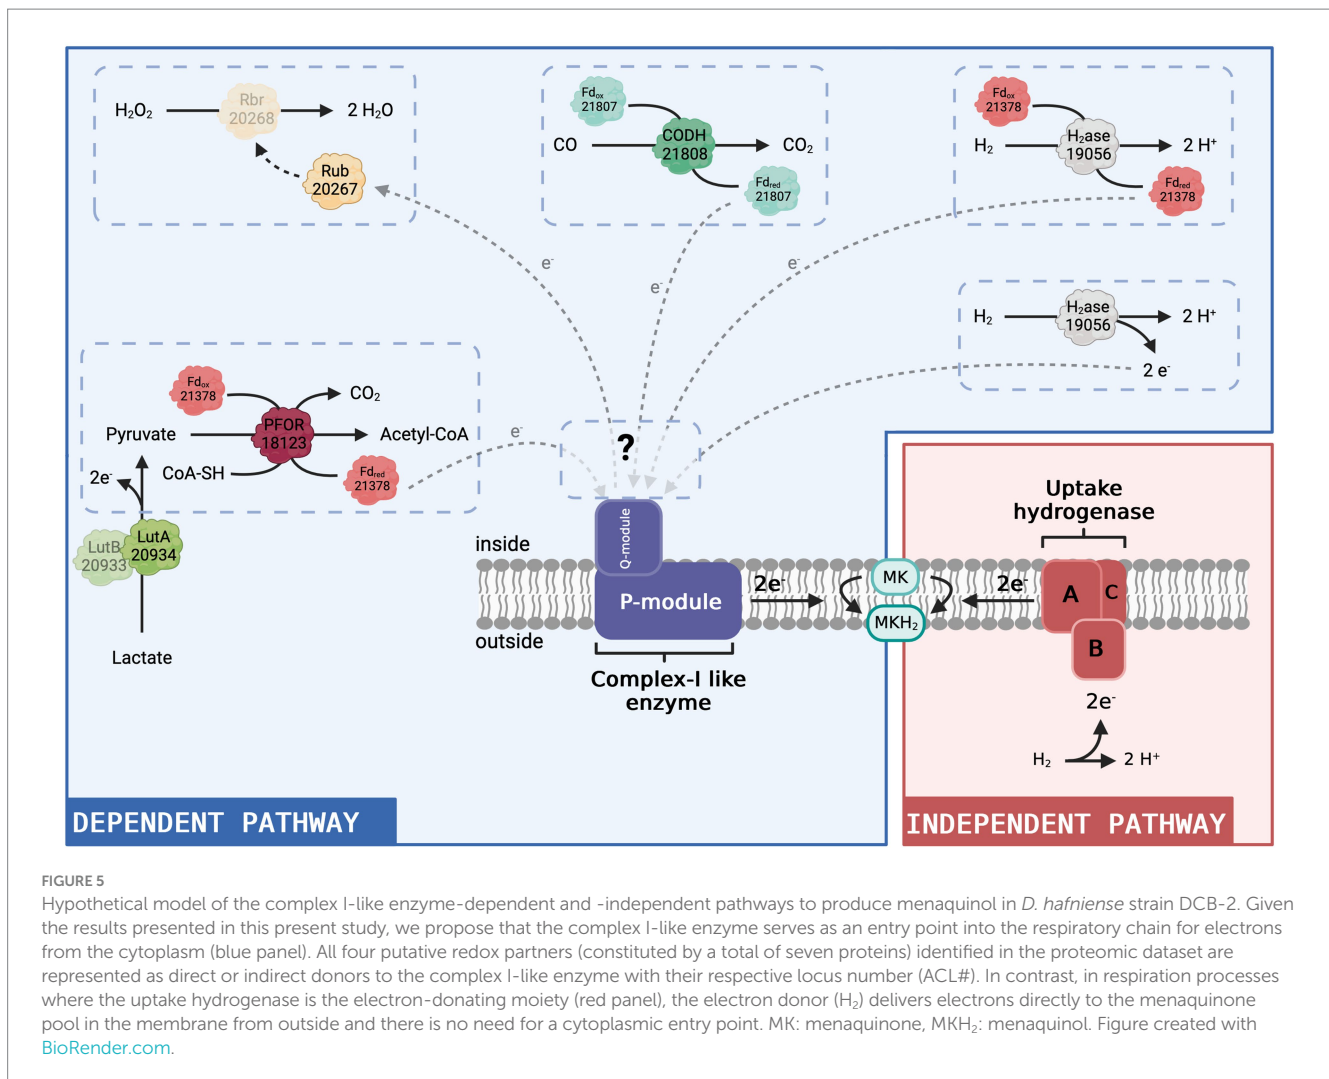 H₂O₂
Rbr
20268
2 H₂O
Rub
20267
e⁻
Fdox
21807
CO
CODH
21808
CO₂
Fdred
21807
e⁻
Fdox
21378
H₂
H₂ase
19056
2 H⁺
Fdred
21378
e⁻
H₂
H₂ase
19056
2 H⁺
2 e⁻
Fdox
21378
CO₂
Pyruvate
PFOR
18123
Acetyl-CoA
CoA-SH
Fdred
21378
e⁻
2e⁻
LutB
20933
LutA
20934
Lactate
?
Q-module
P-module
inside
outside
2e⁻
MK
MKH₂
2e⁻
Complex-I like
enzyme
Uptake
hydrogenase
A
C
B
2e⁻
H₂
2 H⁺
DEPENDENT PATHWAY
INDEPENDENT PATHWAY
FIGURE 5
Hypothetical model of the complex I-like enzyme-dependent and -independent pathways to produce menaquinol in D. hafniense strain DCB-2. Given
the results presented in this present study, we propose that the complex I-like enzyme serves as an entry point into the respiratory chain for electrons
from the cytoplasm (blue panel). All four putative redox partners (constituted by a total of seven proteins) identified in the proteomic dataset are
represented as direct or indirect donors to the complex I-like enzyme with their respective locus number (ACL#). In contrast, in respiration processes
where the uptake hydrogenase is the electron-donating moiety (red panel), the electron donor (H₂) delivers electrons directly to the menaquinone
pool in the membrane from outside and there is no need for a cytoplasmic entry point. MK: menaquinone, MKH₂: menaquinol. Figure created with
BioRender.com.